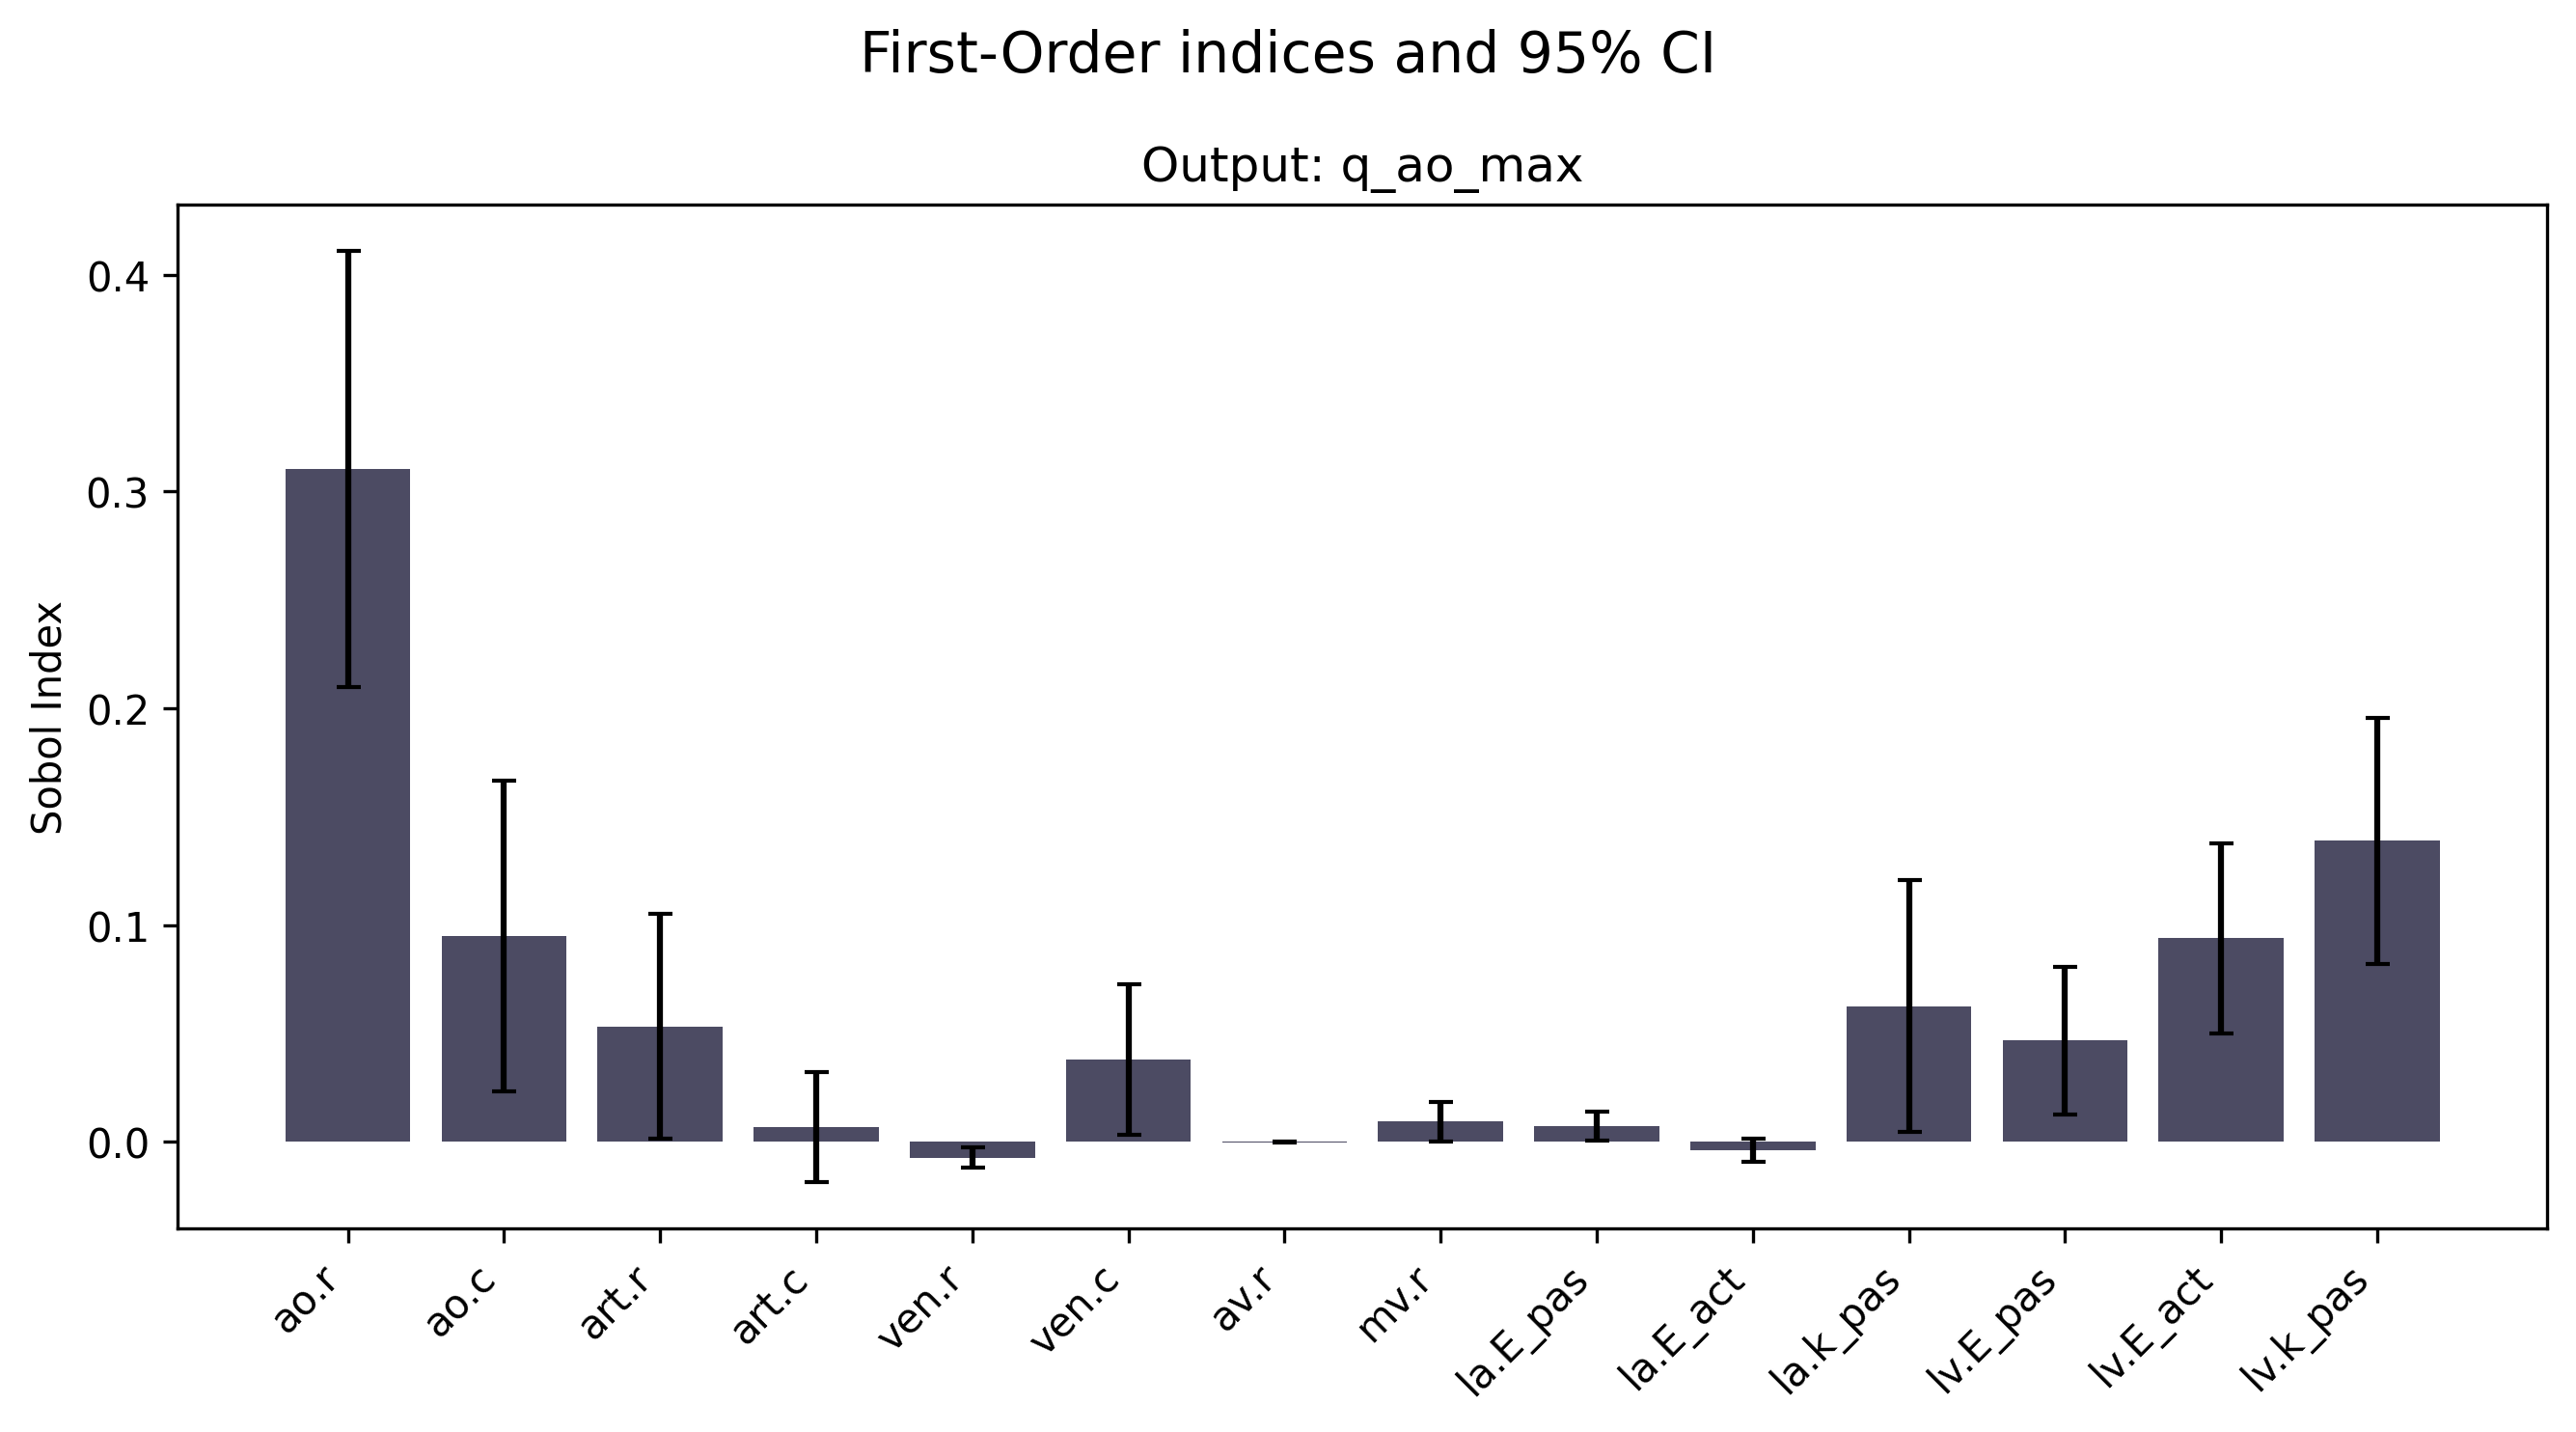 First-Order indices and 95% CI
Output: q_ao_max
Sobol Index
0.4
0.3
0.2
0.1
0.0
ao.r
ao.c
art.r
art.c
ven.r
ven.c
av.r
mv.r
la.E_pas
la.E_act
la.k_pas
lv.E_pas
lv.E_act
lv.k_pas